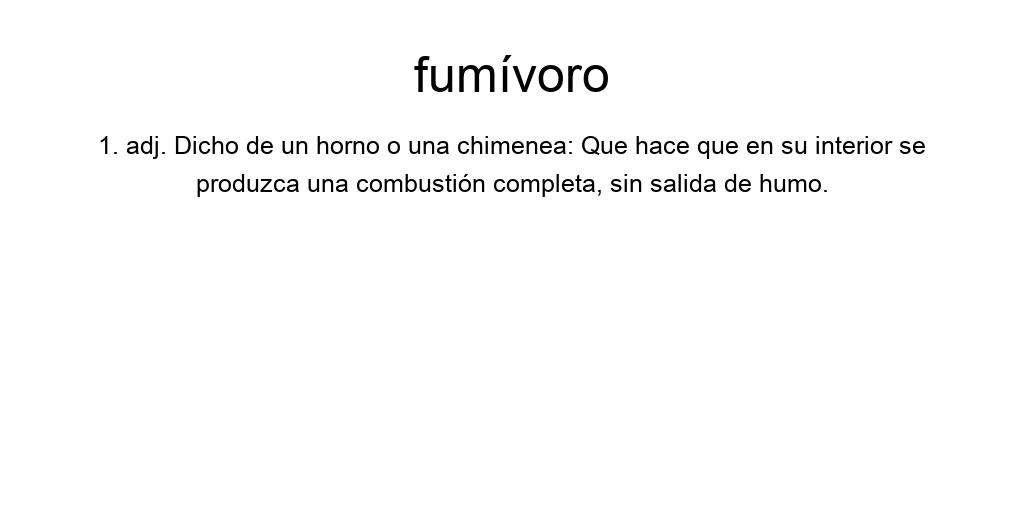 fumívoro
1. adj. Dicho de un horno o una chimenea: Que hace que en su interior se
produzca una combustión completa, sin salida de humo.